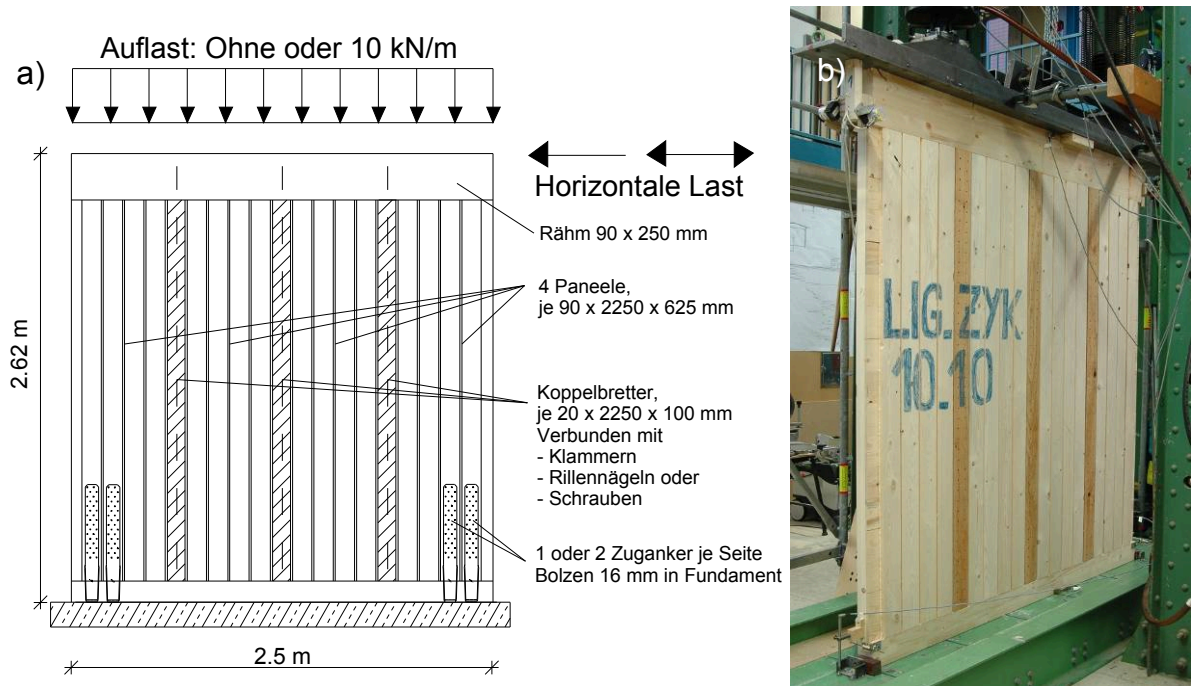 Auflast: Ohne oder 10 kN/m
a)
Horizontale Last
Rähm 90 x 250 mm
4 Paneele,
je 90 x 2250 x 625 mm
2.62 m
Koppelbretter,
je 20 x 2250 x 100 mm
Verbunden mit
- Klammern
- Rillennägeln oder
- Schrauben
1 oder 2 Zuganker je Seite
Bolzen 16 mm in Fundament
2.5 m
b)
LIG. ZYK
10.10